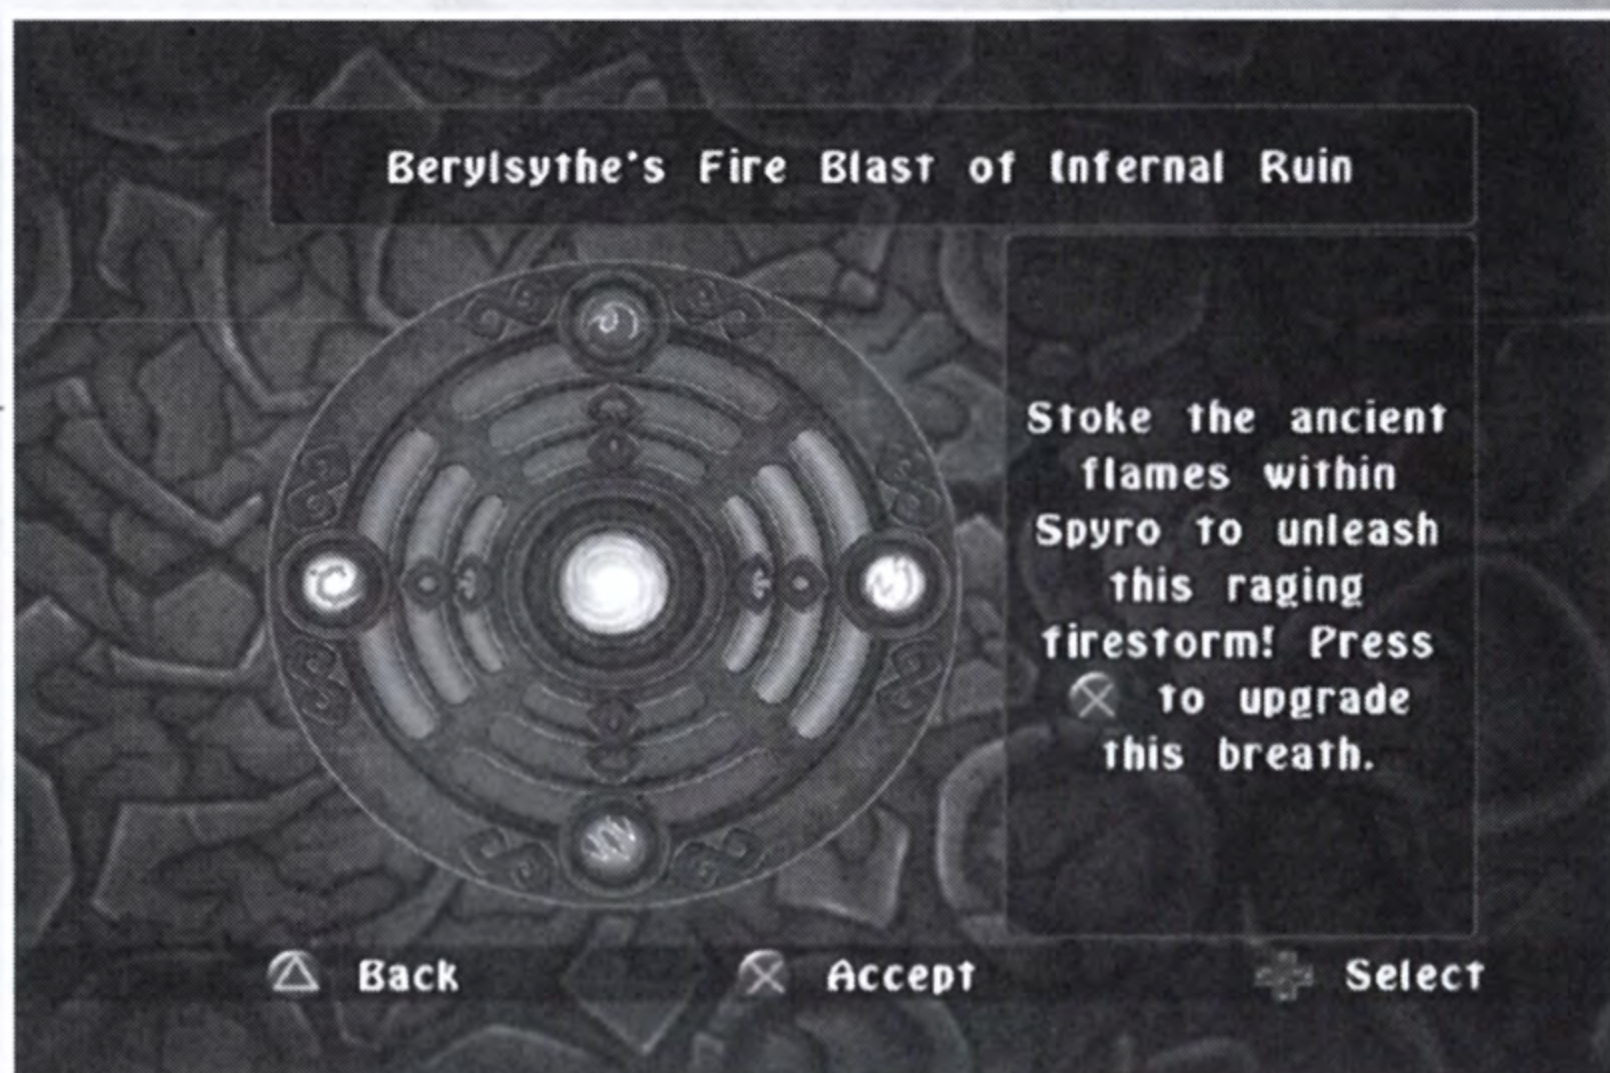 Berylsythe's Fire Blast of Infernal Ruin
Stoke the ancient
flames within
Spyro to unleash
this raging
firestorm! Press
to upgrade
this breath.
Back Accept Select